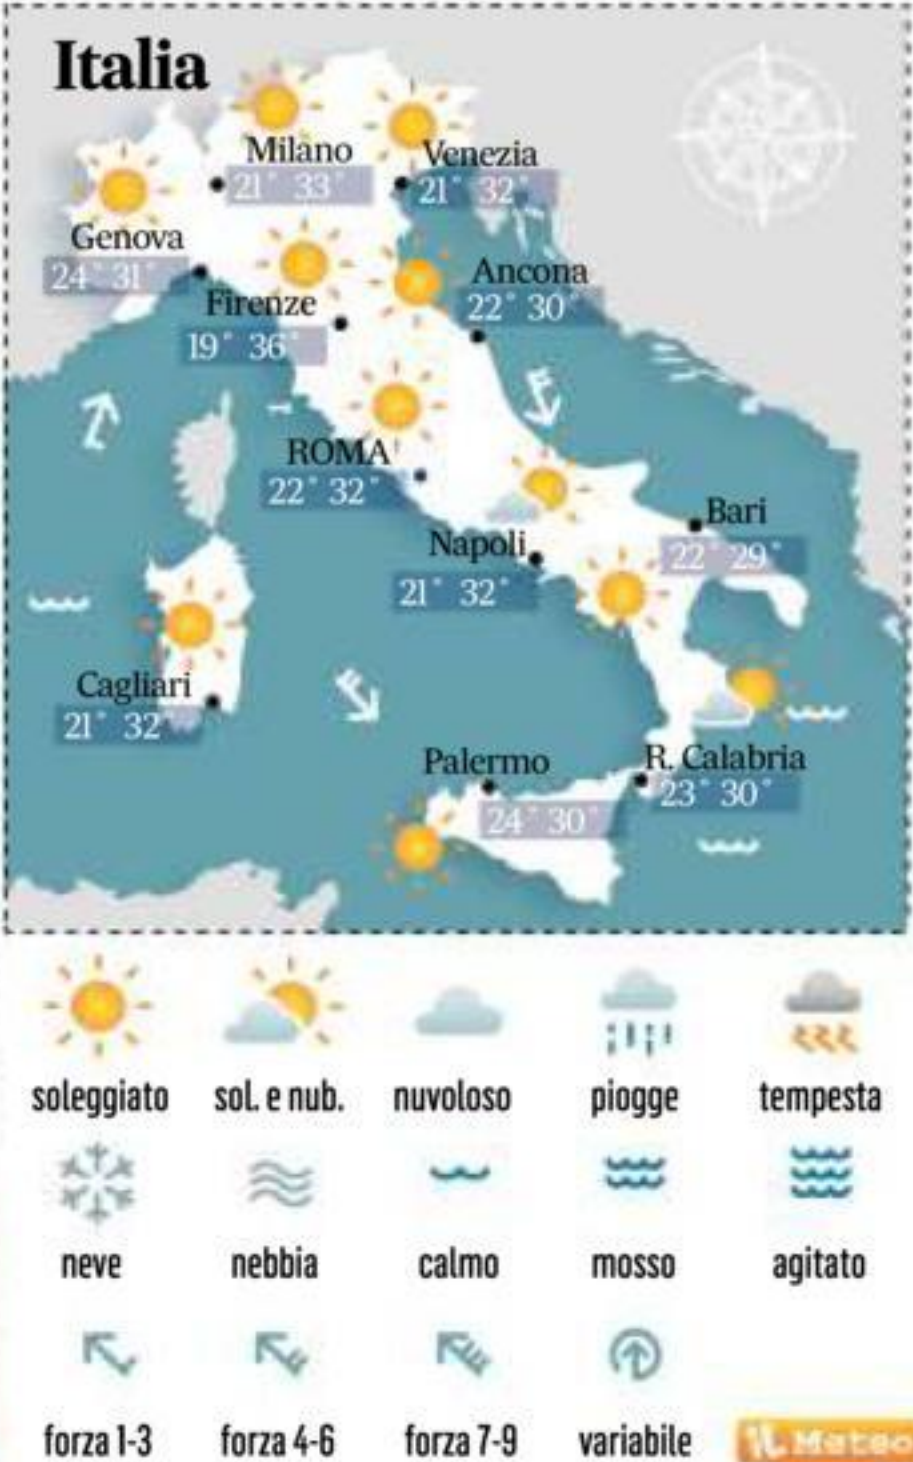 Italia
Milano
21° 33°
Venezia
21° 32°
Genova
24° 31°
Firenze
19° 36°
Ancona
22° 30°
ROMA
22° 32°
Napoli
21° 32°
Bari
22° 29°
Cagliari
21° 32°
Palermo
24° 30°
R. Calabria
23° 30°
soleggiato sol. e nub. nuvoloso piogge tempesta
neve nebbia calmo mosso agitato
forza 1-3 forza 4-6 forza 7-9 variabile
iL Meteo